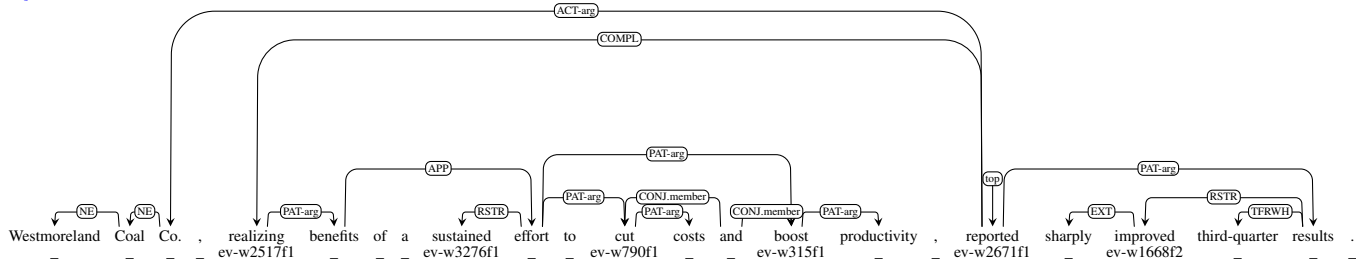 ACT-arg
COMPL
PAT-arg
APP PAT-arg
top
NE NE PAT-arg RSTR PAT-arg CONJ.member PAT-arg CONJ.member PAT-arg EXT RSTR TFRWH
Westmoreland Coal Co. , realizing benefits of a sustained effort to cut costs and boost productivity , reported sharply improved third-quarter results .
_ _ _ _ ev-w2517f1 _ _ _ ev-w3276f1 _ _ ev-w790f1 _ _ ev-w315f1 _ _ ev-w2671f1 _ ev-w1668f2 _ _ _